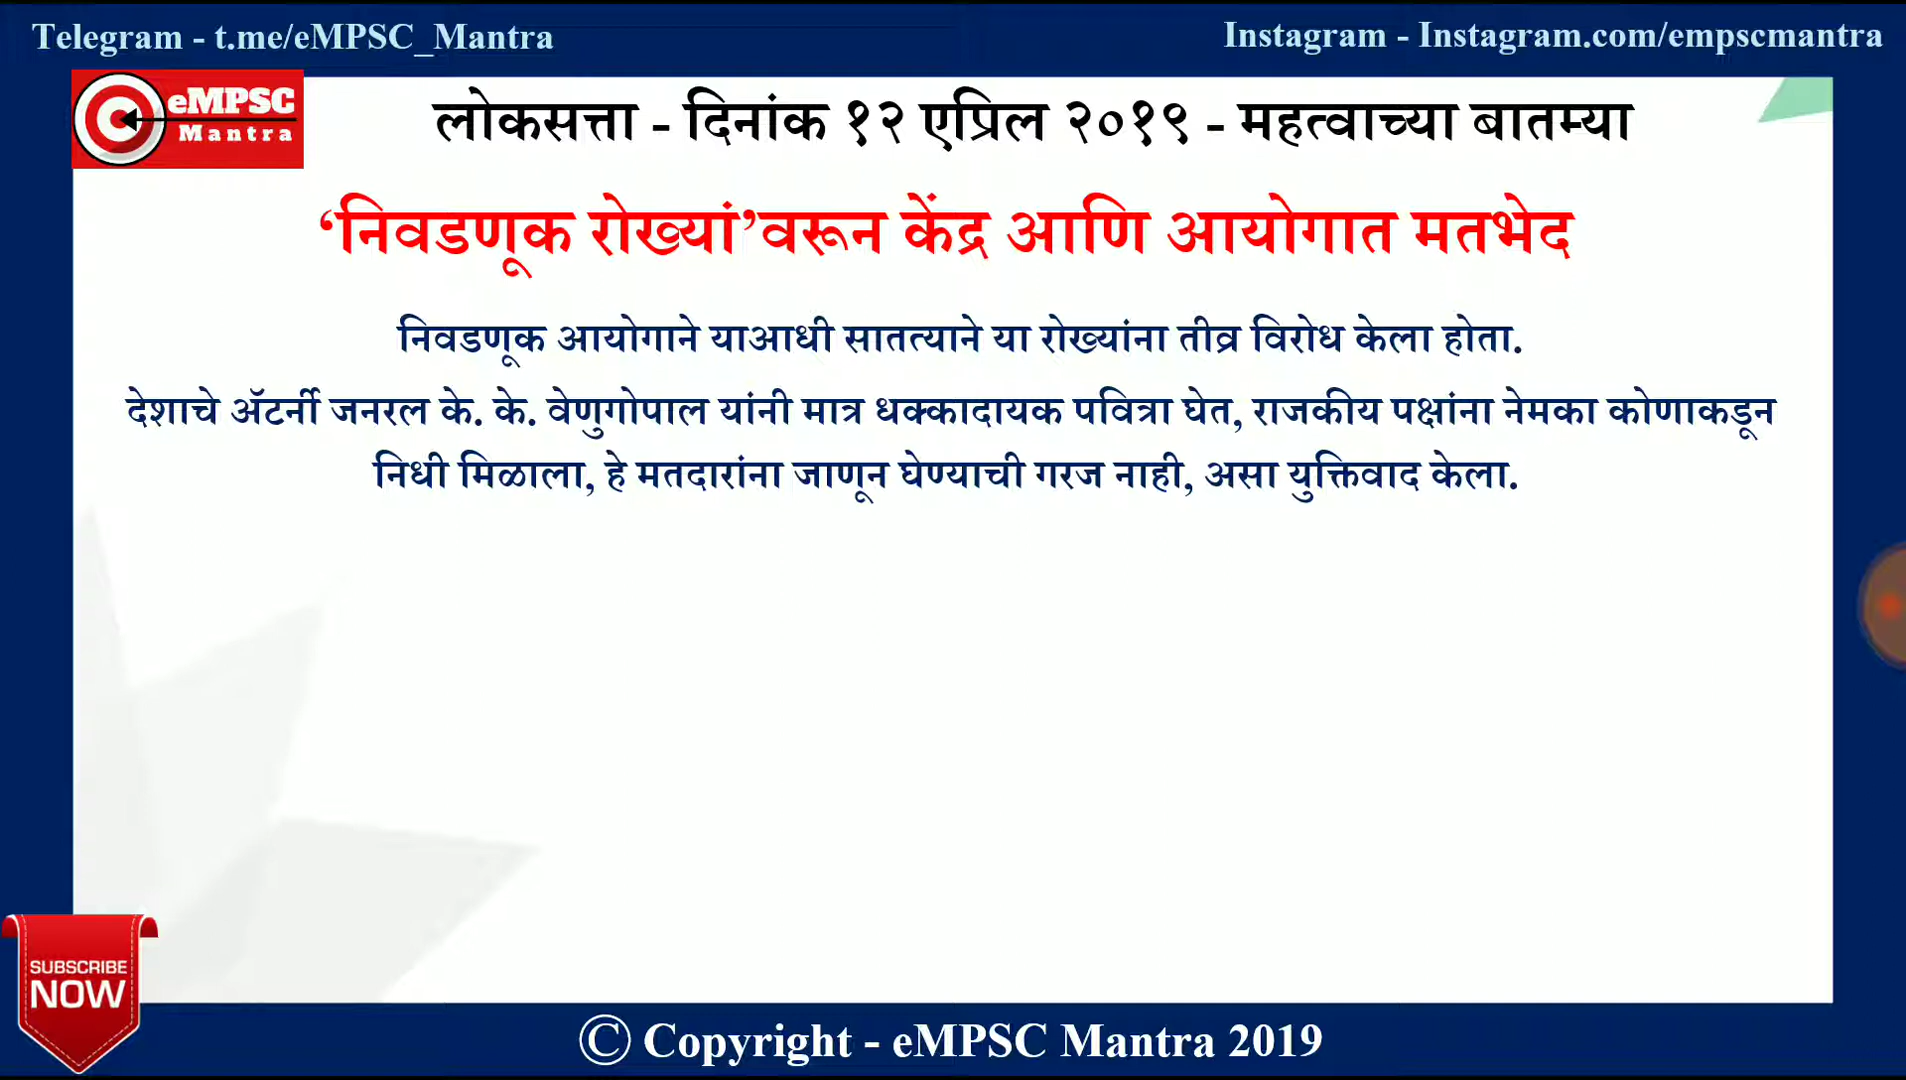 Telegram - t.me/eMPSC_Mantra
Instagram - Instagram.com/empscmantra
eMPSC
Mantra
लोकसत्ता - दिनांक १२ एप्रिल २०१९ - महत्वाच्या बातम्या
‘निवडणूक रोख्यां’वरून केंद्र आणि आयोगात मतभेद
निवडणूक आयोगाने याआधी सातत्याने या रोख्यांना तीव्र विरोध केला होता.
देशाचे अ‍ॅटर्नी जनरल के. के. वेणुगोपाल यांनी मात्र धक्कादायक पवित्रा घेत, राजकीय पक्षांना नेमका कोणाकडून
निधी मिळाला, हे मतदारांना जाणून घेण्याची गरज नाही, असा युक्तिवाद केला.
SUBSCRIBE
NOW
© Copyright - eMPSC Mantra 2019